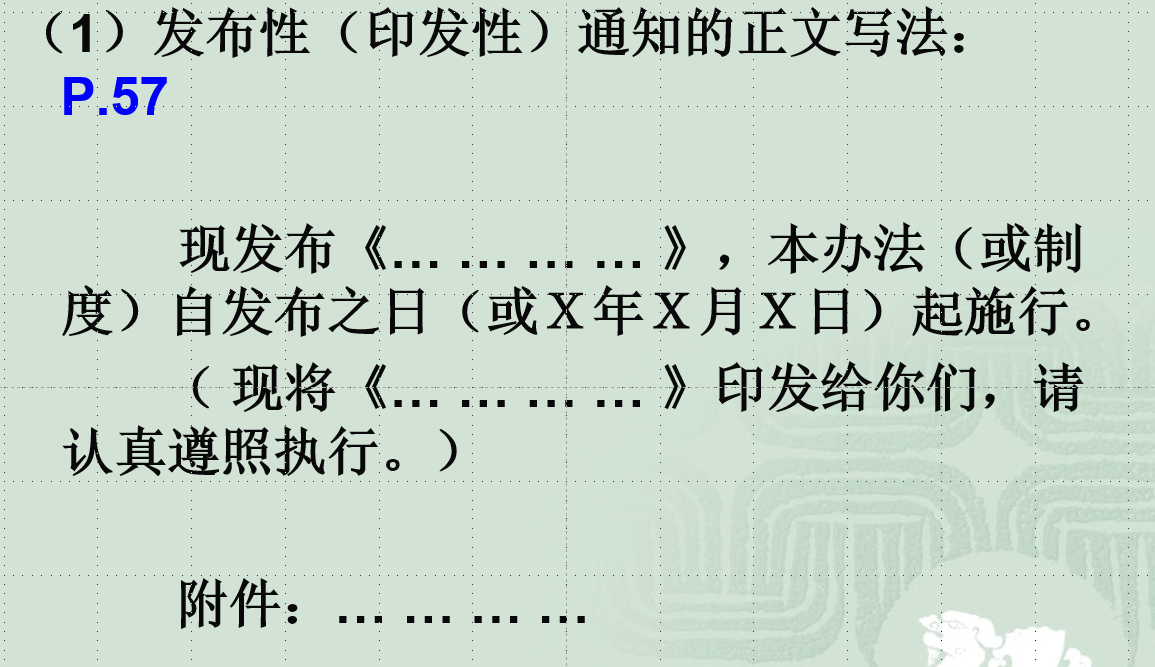 （1）发布性（印发性）通知的正文写法：
P.57
现发布《… … … … 》，本办法（或制
度）自发布之日（或Ｘ年Ｘ月Ｘ日）起施行。
（ 现将《… … … … 》印发给你们，请
认真遵照执行。）
附件：… … … …